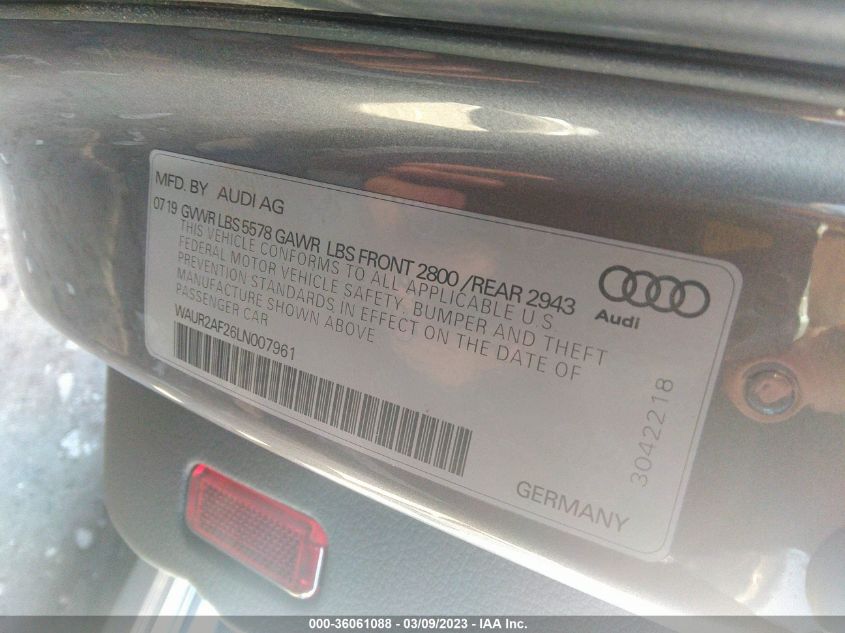 MFD. BY AUDI AG
0719 GVWR LBS 5578 GAWR LBS FRONT 2800 /REAR 2943
THIS VEHICLE CONFORMS TO ALL APPLICABLE U.S.
FEDERAL MOTOR VEHICLE SAFETY, BUMPER AND THEFT
PREVENTION STANDARDS IN EFFECT ON THE DATE OF
MANUFACTURE SHOWN ABOVE
PASSENGER CAR
WAUR2AF26LN007961
Audi
3042218
GERMANY
000-36061088 - 03/09/2023 - IAA Inc.